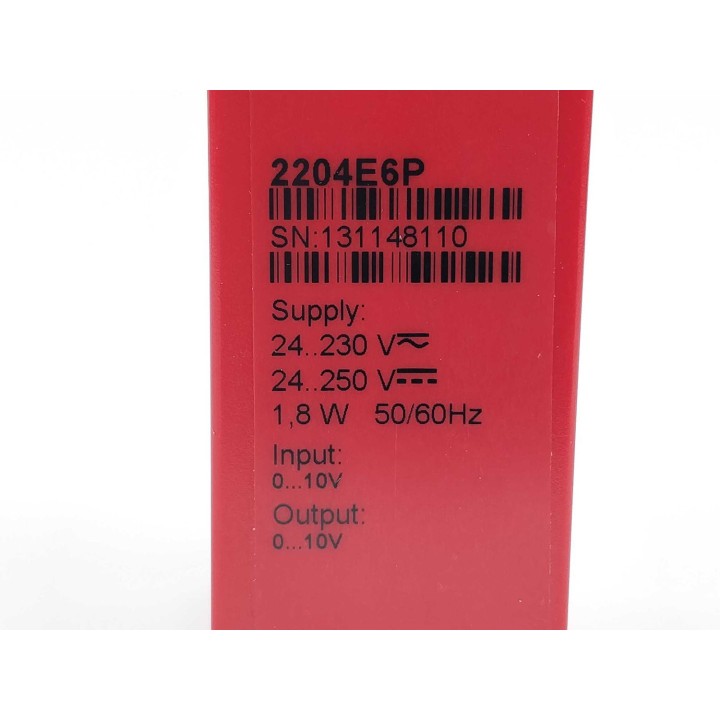 2204E6P
SN:131148110
Supply:
24..230 V⏦
24..250 V⎓
1,8 W 50/60Hz
Input:
0...10V
Output:
0...10V